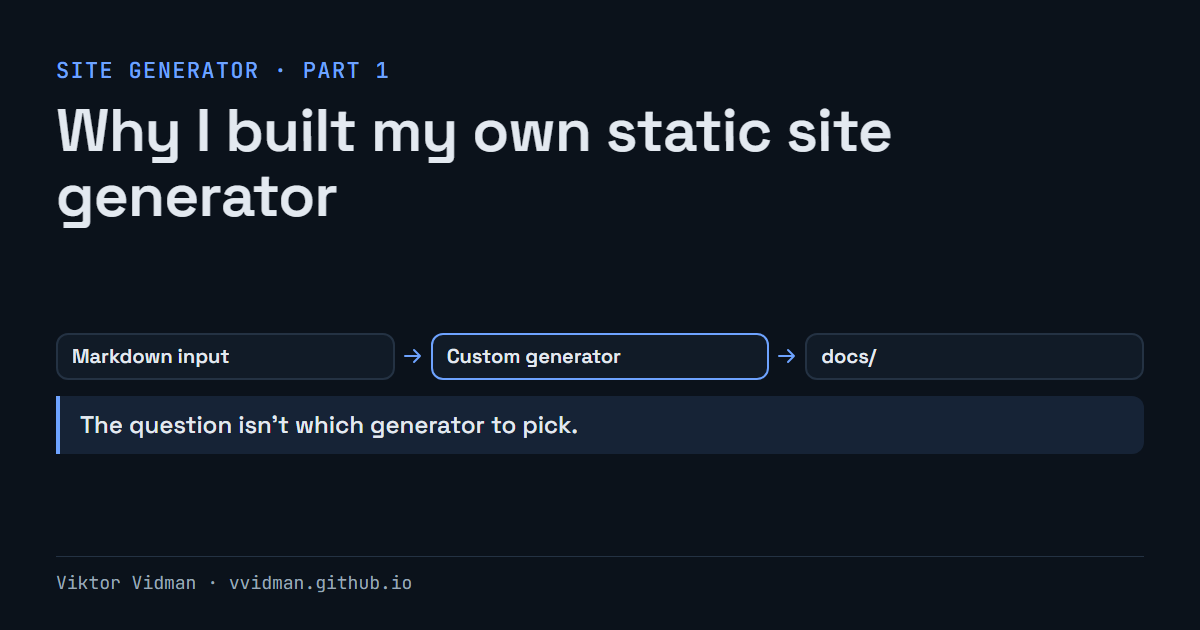 SITE GENERATOR · PART 1
Why I built my own static site
generator
Markdown input → Custom generator → docs/
The question isn’t which generator to pick.
Viktor Vidman · vvidman.github.io